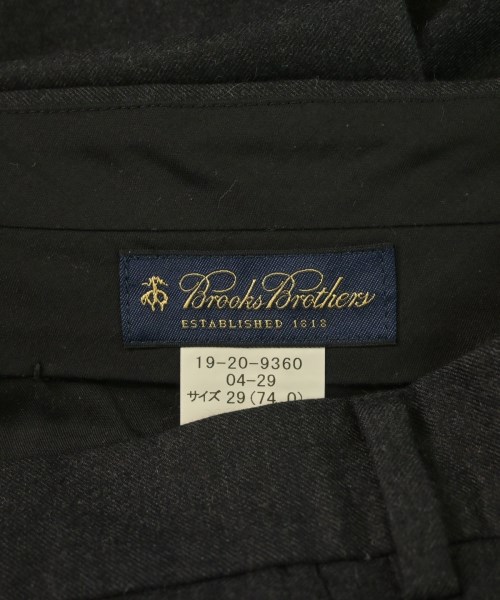 Brooks Brothers
ESTABLISHED 1818
19-20-9360
04-29
サイズ 29 (74.0)